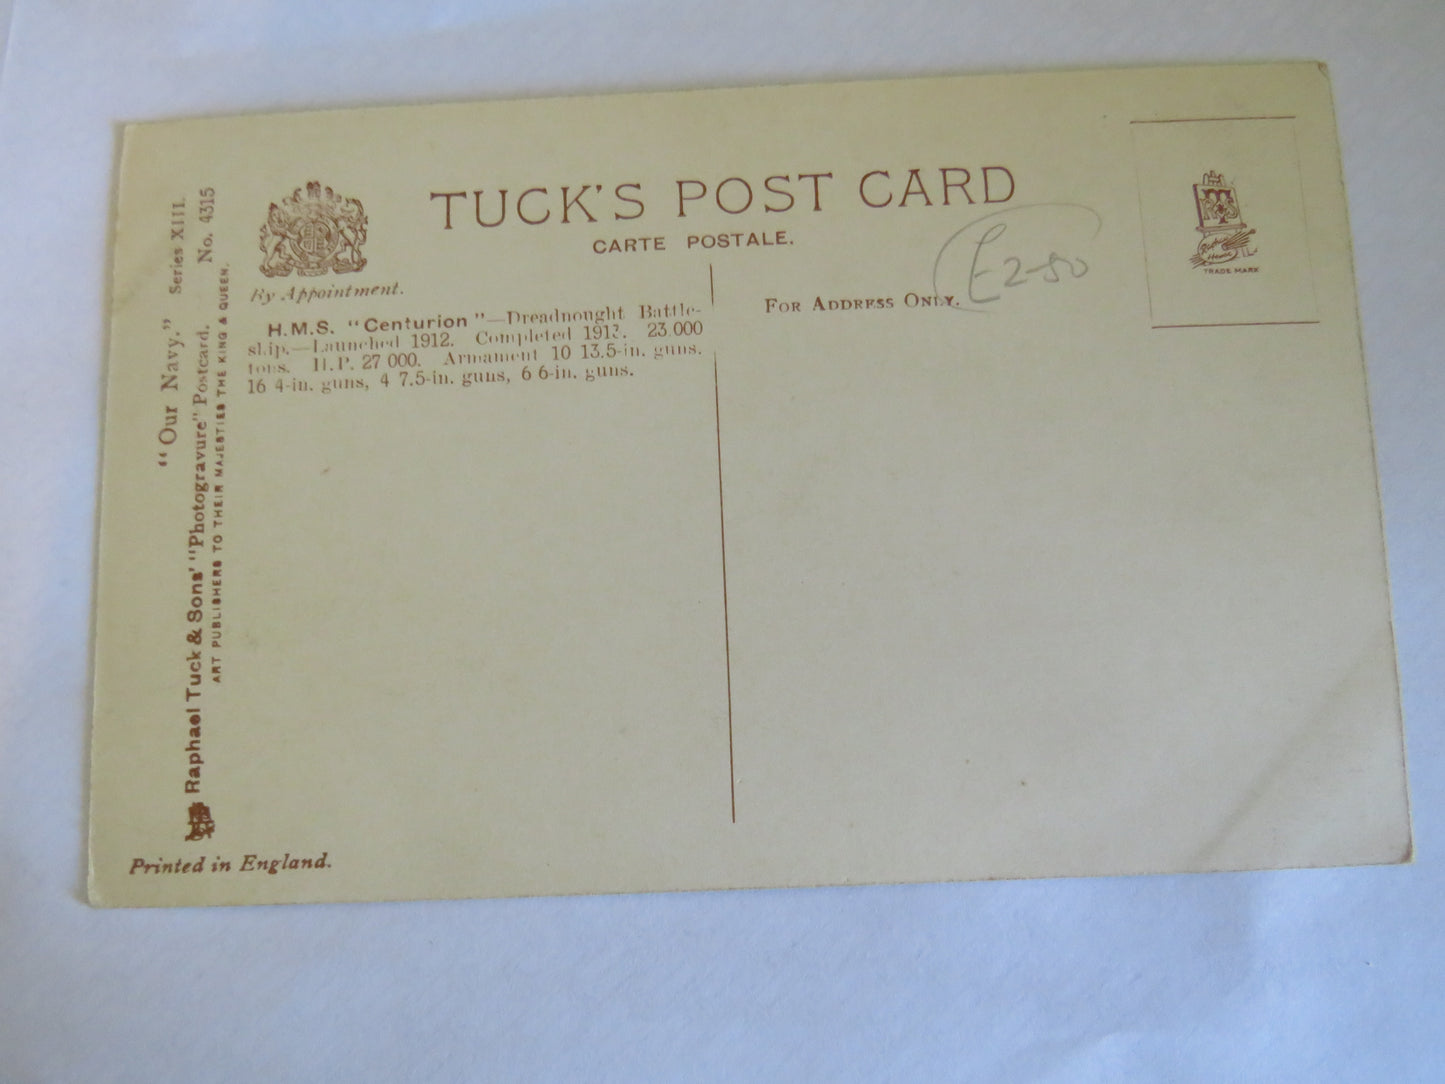 TUCK'S POST CARD
CARTE POSTALE.
By Appointment.
H.M.S. "Centurion"—Dreadnought Battle-
ship.—Launched 1912. Completed 1913. 23.000
tons. H.P. 27 000. Armament 10 13.5-in. guns.
16 4-in. guns, 4 7.5-in. guns, 6 6-in. guns.
FOR ADDRESS ONLY.
£2-50
TRADE MARK
"Our Navy." Series XIII.
Raphael Tuck & Sons' "Photogravure" Postcard. No. 4315
ART PUBLISHERS TO THEIR MAJESTIES THE KING & QUEEN.
Printed in England.